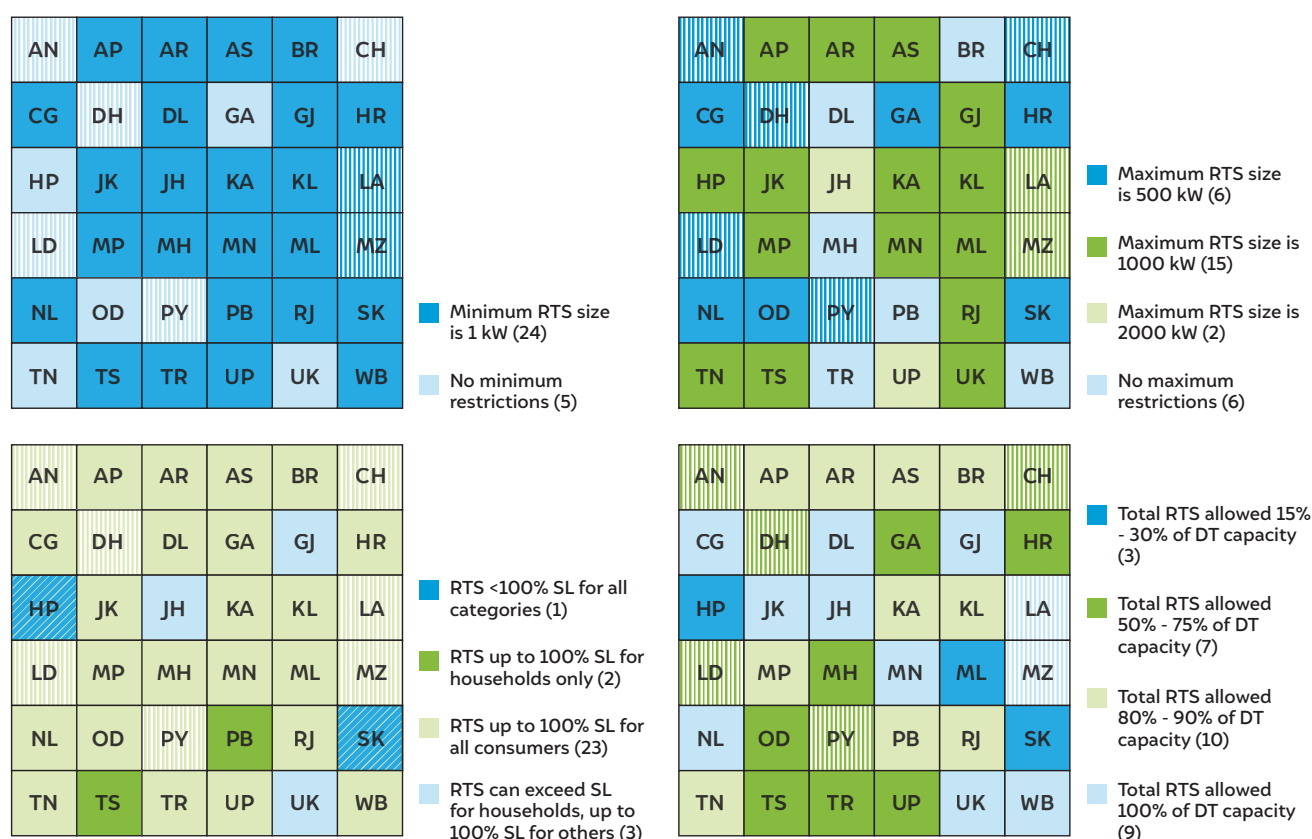 AN AP AR AS BR CH
CG DH DL GA GJ HR
HP JK JH KA KL LA
LD MP MH MN ML MZ
NL OD PY PB RJ SK
TN TS TR UP UK WB
Minimum RTS size
is 1 kW (24)
No minimum
restrictions (5)
AN AP AR AS BR CH
CG DH DL GA GJ HR
HP JK JH KA KL LA
LD MP MH MN ML MZ
NL OD PY PB RJ SK
TN TS TR UP UK WB
Maximum RTS size
is 500 kW (6)
Maximum RTS size is
1000 kW (15)
Maximum RTS size is
2000 kW (2)
No maximum
restrictions (6)
AN AP AR AS BR CH
CG DH DL GA GJ HR
HP JK JH KA KL LA
LD MP MH MN ML MZ
NL OD PY PB RJ SK
TN TS TR UP UK WB
RTS <100% SL for all
categories (1)
RTS up to 100% SL for
households only (2)
RTS up to 100% SL for
all consumers (23)
RTS can exceed SL
for households, up to
100% SL for others (3)
AN AP AR AS BR CH
CG DH DL GA GJ HR
HP JK JH KA KL LA
LD MP MH MN ML MZ
NL OD PY PB RJ SK
TN TS TR UP UK WB
Total RTS allowed 15%
- 30% of DT capacity
(3)
Total RTS allowed
50% - 75% of DT
capacity (7)
Total RTS allowed
80% - 90% of DT
capacity (10)
Total RTS allowed
100% of DT capacity
(9)